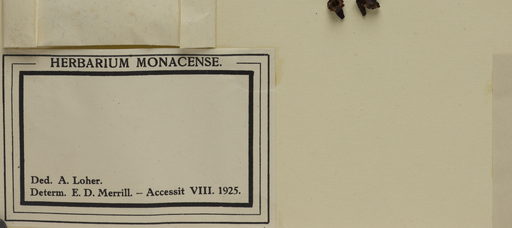 HERBARIUM MONACENSE.
Ded. A. Loher.
Determ. E. D. Merrill. – Accessit VIII. 1925.